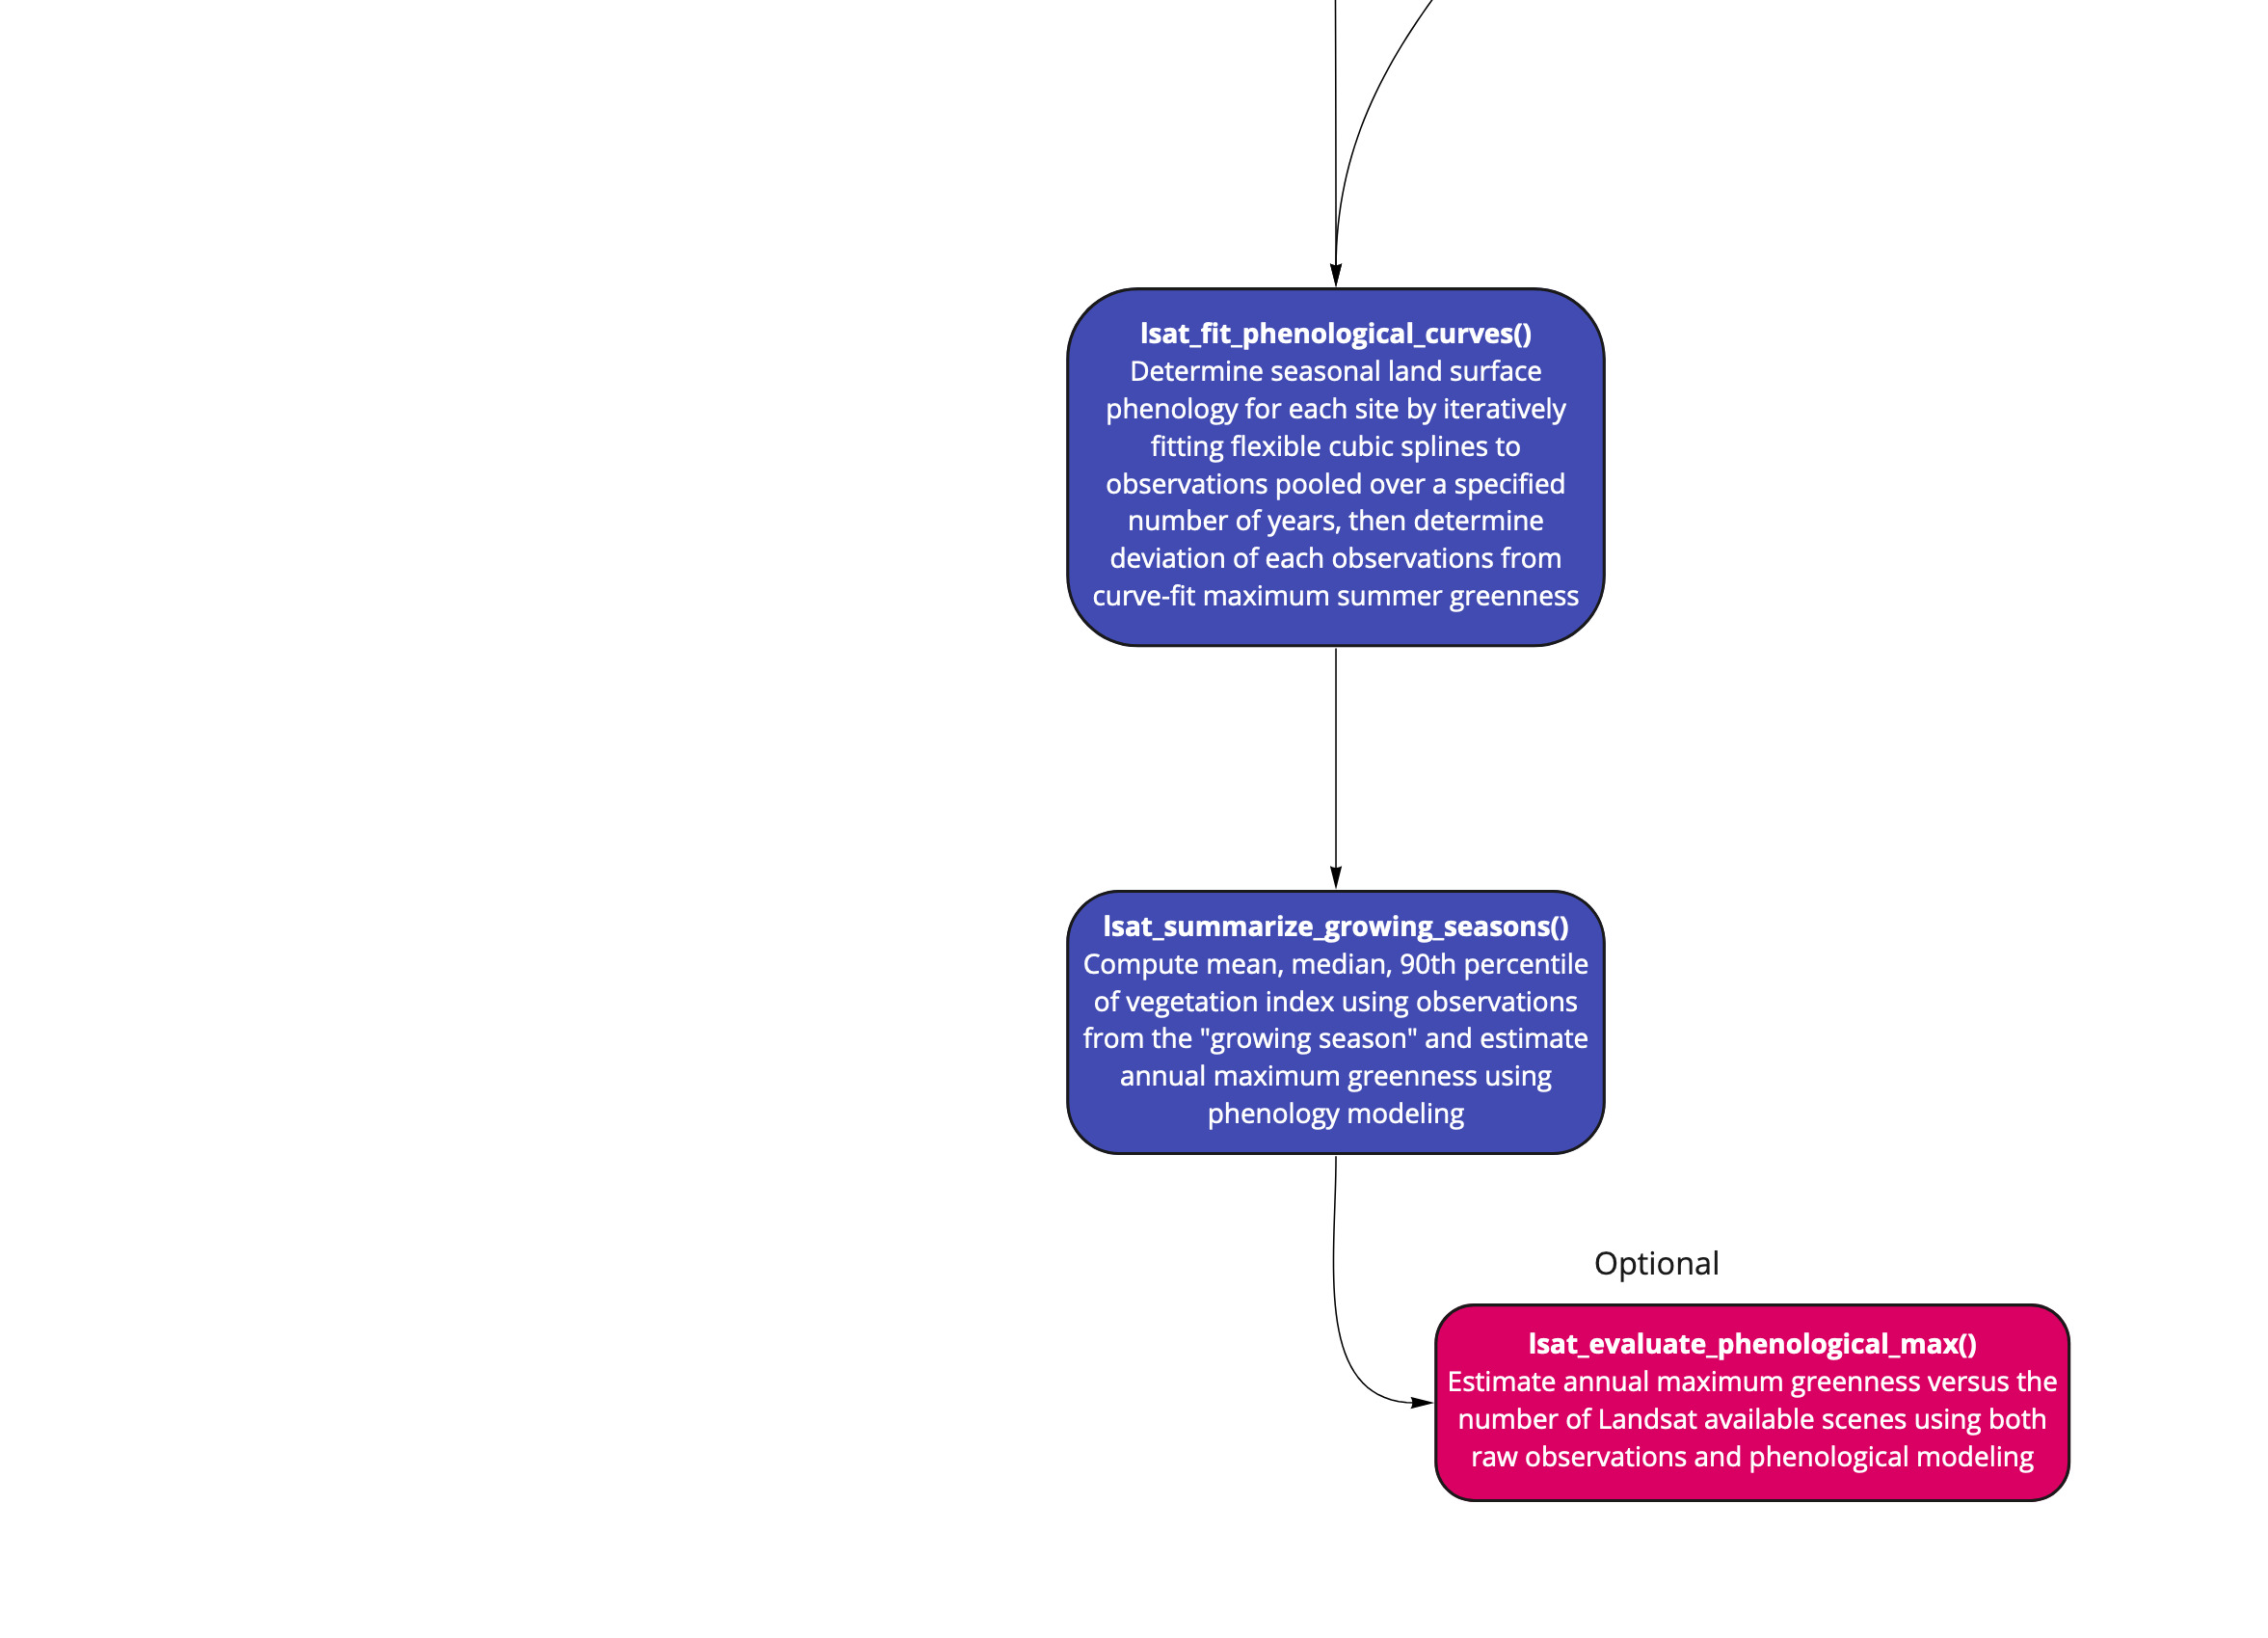 lsat_fit_phenological_curves()
Determine seasonal land surface
phenology for each site by iteratively
fitting flexible cubic splines to
observations pooled over a specified
number of years, then determine
deviation of each observations from
curve-fit maximum summer greenness
lsat_summarize_growing_seasons()
Compute mean, median, 90th percentile
of vegetation index using observations
from the "growing season" and estimate
annual maximum greenness using
phenology modeling
Optional
lsat_evaluate_phenological_max()
Estimate annual maximum greenness versus the
number of Landsat available scenes using both
raw observations and phenological modeling